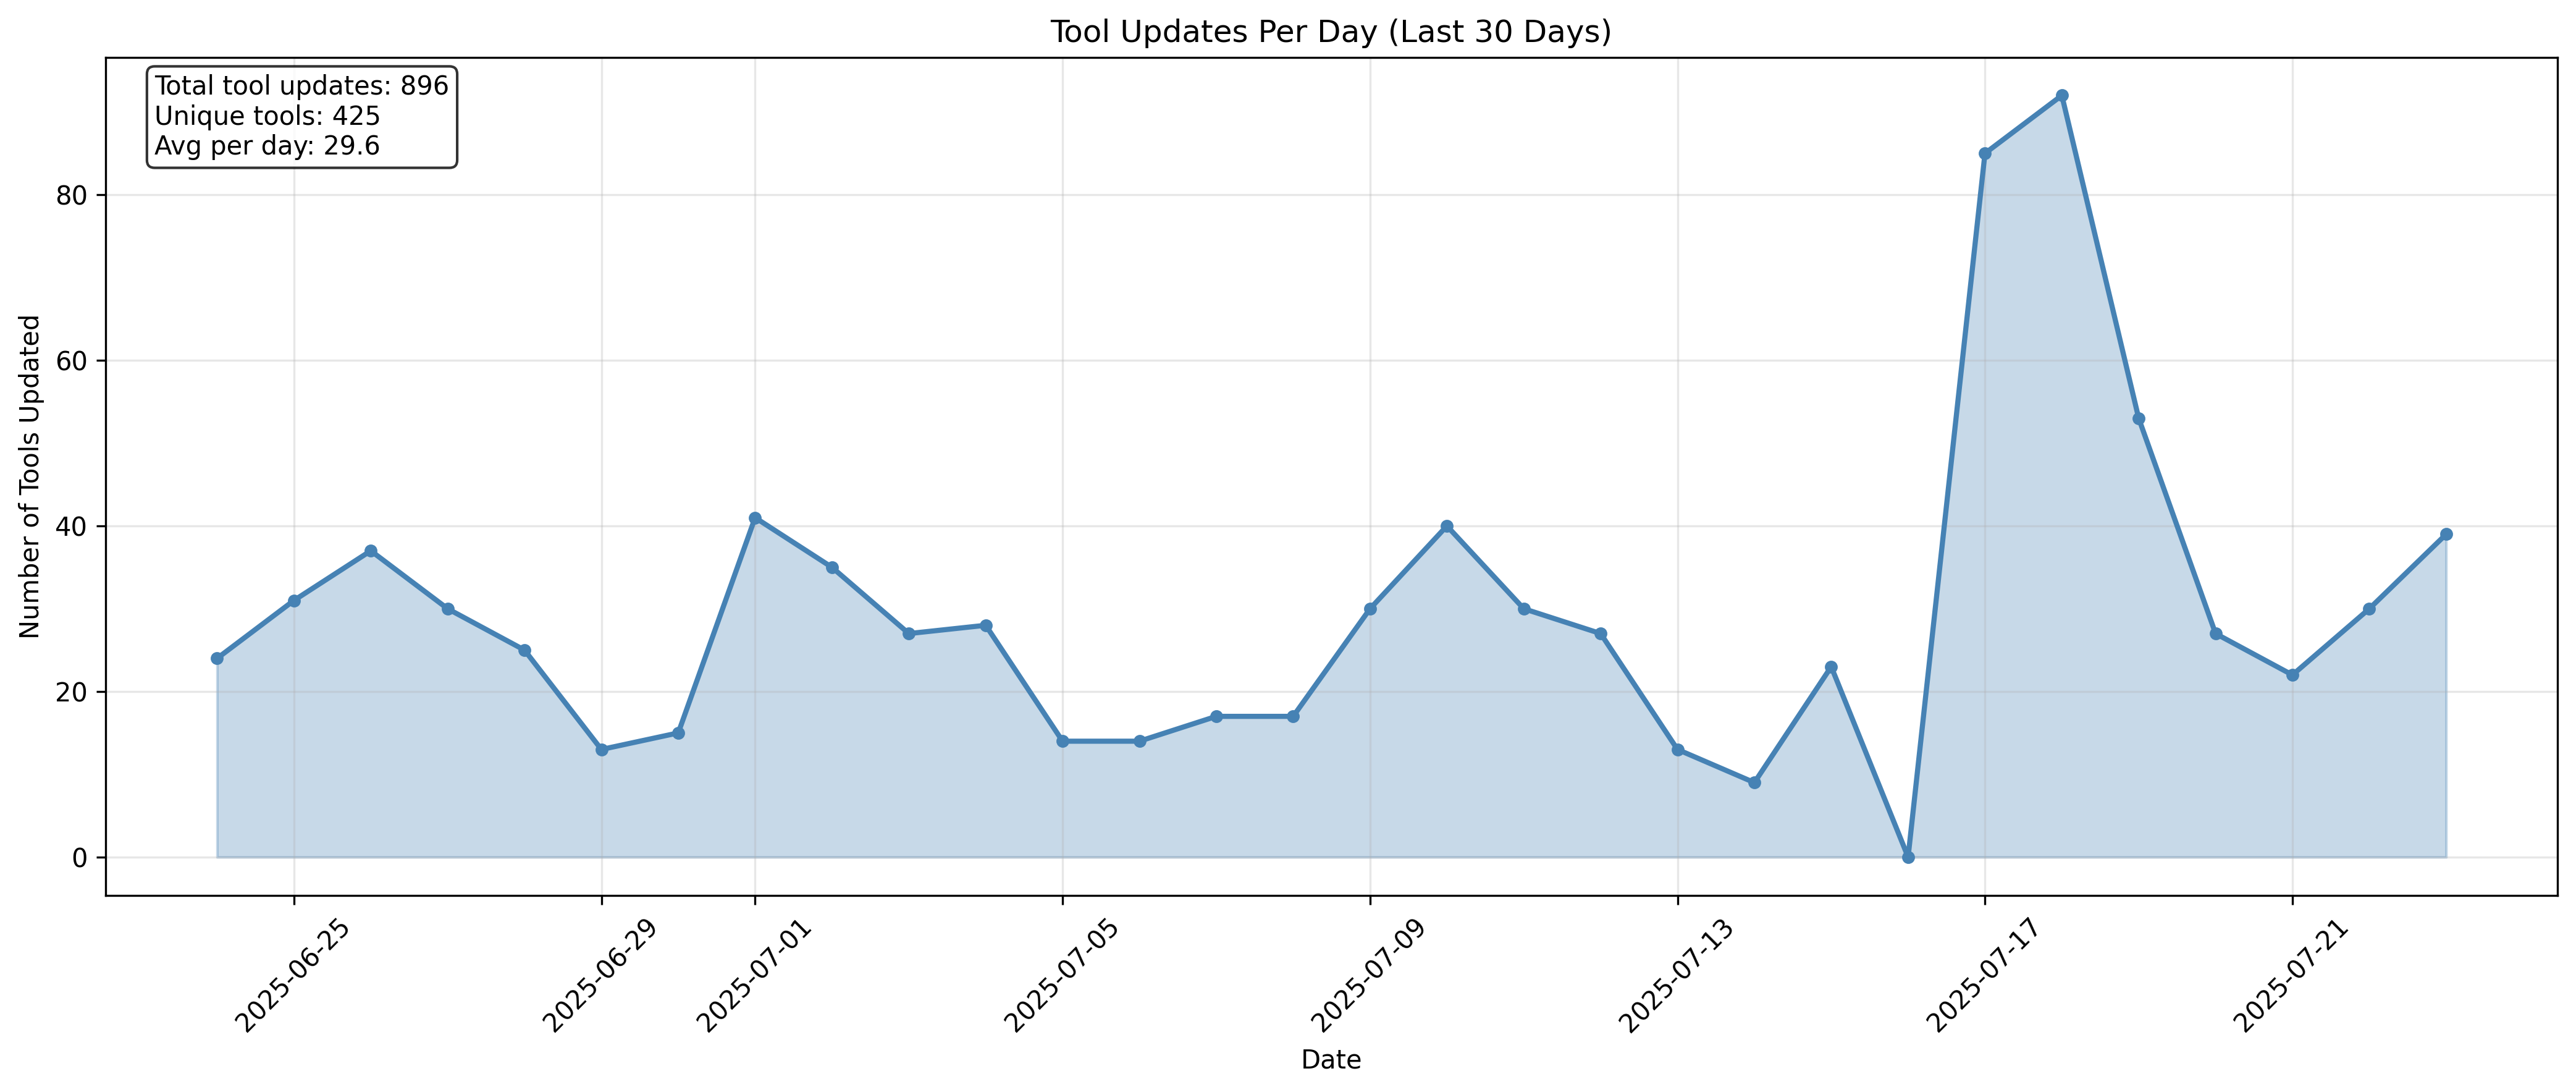 Tool Updates Per Day (Last 30 Days)
Total tool updates: 896
Unique tools: 425
Avg per day: 29.6
Number of Tools Updated
80
60
40
20
0
2025-06-25
2025-06-29
2025-07-01
2025-07-05
2025-07-09
2025-07-13
2025-07-17
2025-07-21
Date